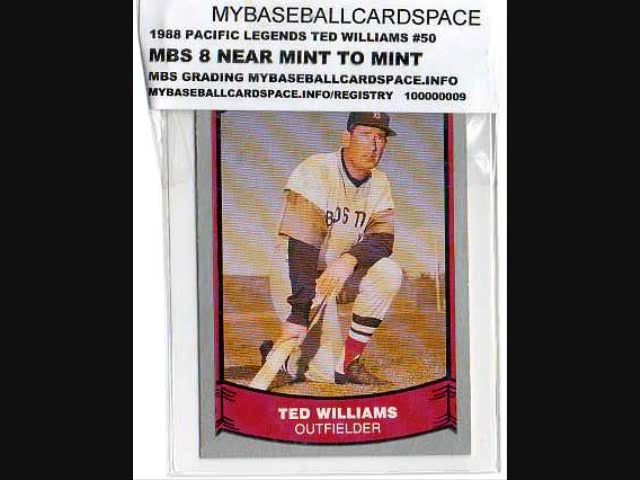 MYBASEBALLCARDSPACE
1988 PACIFIC LEGENDS TED WILLIAMS #50
MBS 8 NEAR MINT TO MINT
MBS GRADING MYBASEBALLCARDSPACE.INFO
MYBASEBALLCARDSPACE.INFO/REGISTRY 100000009
BOSTO
TED WILLIAMS
OUTFIELDER